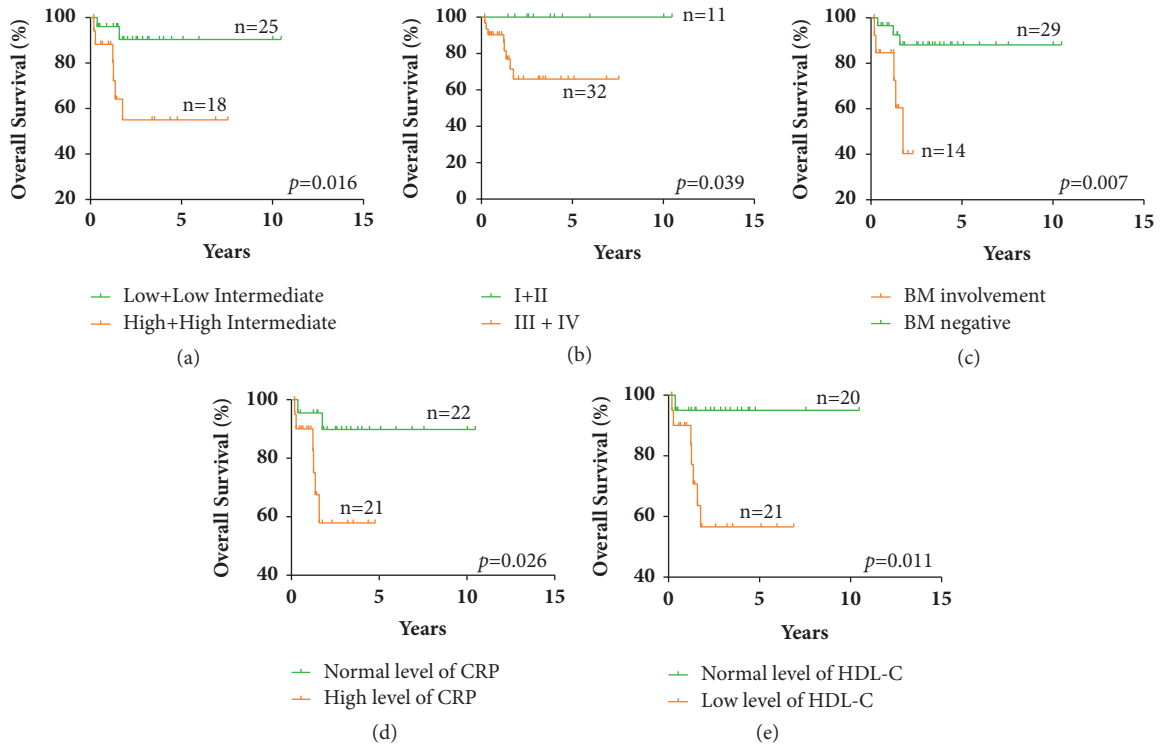 Overall Survival (%)
100
80
60
40
20
0 5 10 15
Years
n=25
n=18
p=0.016
Low+Low Intermediate
High+High Intermediate
(a)
Overall Survival (%)
100
80
60
40
20
0
0 5 10 15
Years
n=11
n=32
p=0.039
I+II
III + IV
(b)
Overall Survival (%)
100
80
60
40
20
0 5 10 15
Years
n=29
n=14
p=0.007
BM involvement
BM negative
(c)
Overall Survival (%)
100
80
60
40
0 5 10 15
Years
n=22
n=21
p=0.026
Normal level of CRP
High level of CRP
(d)
Overall Survival (%)
100
80
60
40
0 5 10 15
Years
n=20
n=21
p=0.011
Normal level of HDL-C
Low level of HDL-C
(e)